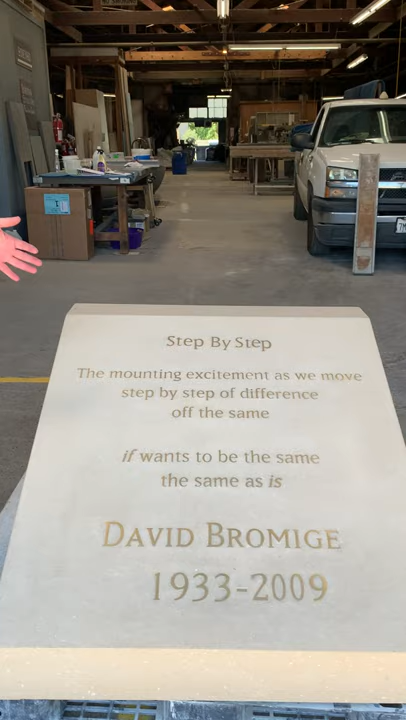 Step By Step
The mounting excitement as we move
step by step of difference
off the same
if wants to be the same
the same as is
DAVID BROMIGE
1933-2009